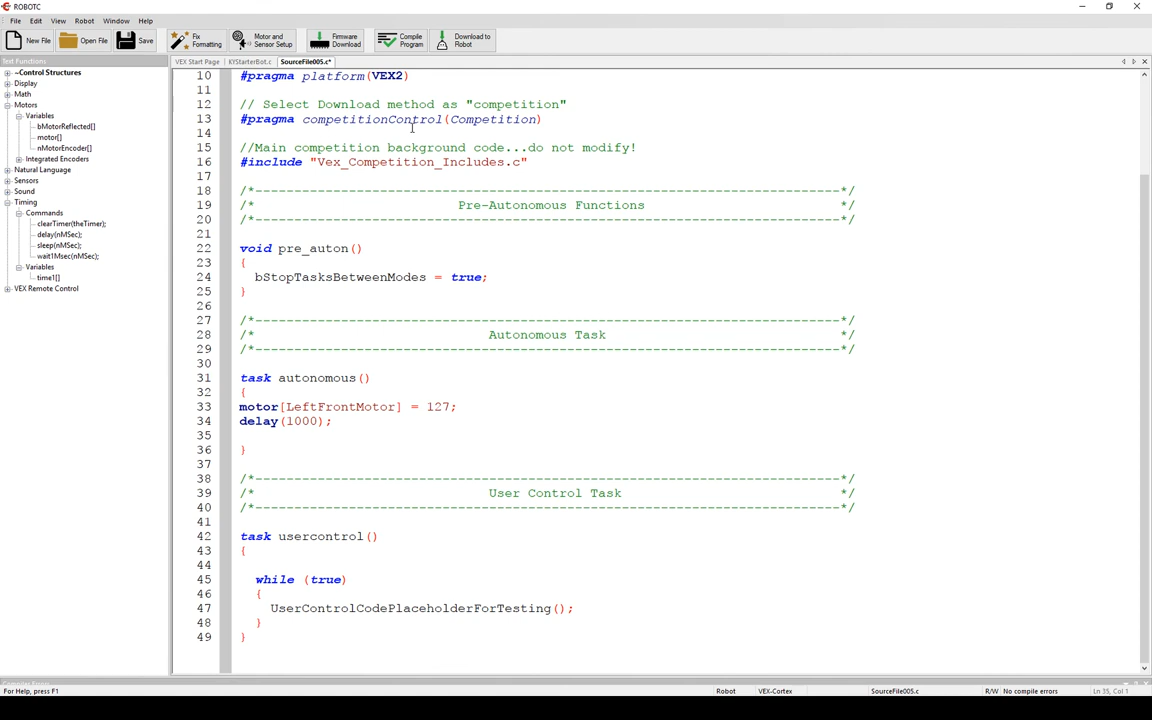 ROBOTC
File Edit View Robot Window Help
New File Open File Save Fix Formatting Motor and Sensor Setup Firmware Download Compile Program Download to Robot
Text Functions
VEX Start Page KYStarterBot.c SourceFile005.c*
~Control Structures
Display
Math
Motors
Variables
bMotorReflected[]
motor[]
nMotorEncoder[]
Integrated Encoders
Natural Language
Sensors
Sound
Timing
Commands
clearTimer(theTimer);
delay(nMSec);
sleep(nMSec);
wait1Msec(nMSec);
Variables
time1[]
VEX Remote Control
10 #pragma platform(VEX2)
11
12 // Select Download method as "competition"
13 #pragma competitionControl(Competition)
14
15 //Main competition background code...do not modify!
16 #include "Vex_Competition_Includes.c"
17
18 /*---------------------------------------------------------------------------*/
19 /* Pre-Autonomous Functions */
20 /*---------------------------------------------------------------------------*/
21
22 void pre_auton()
23 {
24 bStopTasksBetweenModes = true;
25 }
26
27 /*---------------------------------------------------------------------------*/
28 /* Autonomous Task */
29 /*---------------------------------------------------------------------------*/
30
31 task autonomous()
32 {
33 motor[LeftFrontMotor] = 127;
34 delay(1000);
35
36 }
37
38 /*---------------------------------------------------------------------------*/
39 /* User Control Task */
40 /*---------------------------------------------------------------------------*/
41
42 task usercontrol()
43 {
44
45 while (true)
46 {
47 UserControlCodePlaceholderForTesting();
48 }
49 }
Compiler Errors
For Help, press F1 Robot VEX-Cortex SourceFile005.c R/W No compile errors Ln 35, Col 1